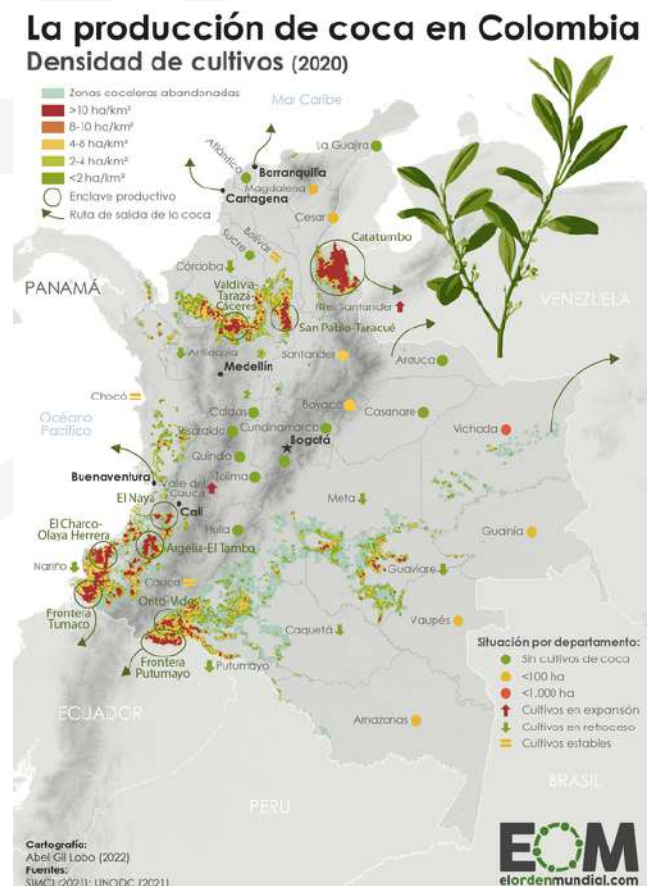 La producción de coca en Colombia
Densidad de cultivos (2020)
Zonas cocaleras abandonadas
>10 ha/km²
8-10 ha/km²
4-8 ha/km²
2-4 ha/km²
<2 ha/km²
Enclave productivo
Ruta de salida de la coca
Mar Caribe
La Guajira
Atlántico
Barranquilla
Magdalena
Cartagena
Cesar
Sucre
Bolívar
Catatumbo
Córdoba
PANAMÁ
Valdivia-
Tarazá-
Cáceres
Nte. Santander
VENEZUELA
San Pablo-Taracué
Antioquia
Santander
Arauca
Medellín
Chocó
Boyacá
Caldas
Casanare
Océano
Pacífico
Risaralda
Cundinamarca
Bogotá
Vichada
Quindío
Buenaventura
Tolima
Valle del
Cauca
Meta
El Naya
Cali
El Charco-
Olaya Herrera
Huila
Guainía
Argelia-El Tambo
Nariño
Cauca
Guaviare
Orito-Vides
Frontera
Tumaco
Vaupés
Caquetá
Frontera
Putumayo
Putumayo
Situación por departamento:
Sin cultivos de coca
<100 ha
<1.000 ha
Cultivos en expansión
Cultivos en retroceso
Cultivos estables
ECUADOR
Amazonas
BRASIL
PERÚ
Cartografía:
Abel Gil Lobo (2022)
Fuentes:
SIMCI (2021); UNODC (2021)
EOM
elordenmundial.com